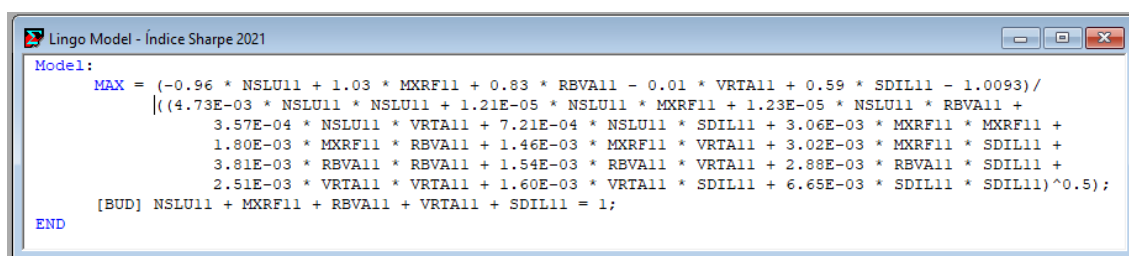 Lingo Model - Índice Sharpe 2021
Model:
MAX = (-0.96 * NSLU11 + 1.03 * MXRF11 + 0.83 * RBVA11 - 0.01 * VRTA11 + 0.59 * SDIL11 - 1.0093)/
((4.73E-03 * NSLU11 * NSLU11 + 1.21E-05 * NSLU11 * MXRF11 + 1.23E-05 * NSLU11 * RBVA11 +
3.57E-04 * NSLU11 * VRTA11 + 7.21E-04 * NSLU11 * SDIL11 + 3.06E-03 * MXRF11 * MXRF11 +
1.80E-03 * MXRF11 * RBVA11 + 1.46E-03 * MXRF11 * VRTA11 + 3.02E-03 * MXRF11 * SDIL11 +
3.81E-03 * RBVA11 * RBVA11 + 1.54E-03 * RBVA11 * VRTA11 + 2.88E-03 * RBVA11 * SDIL11 +
2.51E-03 * VRTA11 * VRTA11 + 1.60E-03 * VRTA11 * SDIL11 + 6.65E-03 * SDIL11 * SDIL11)^0.5);
[BUD] NSLU11 + MXRF11 + RBVA11 + VRTA11 + SDIL11 = 1;
END